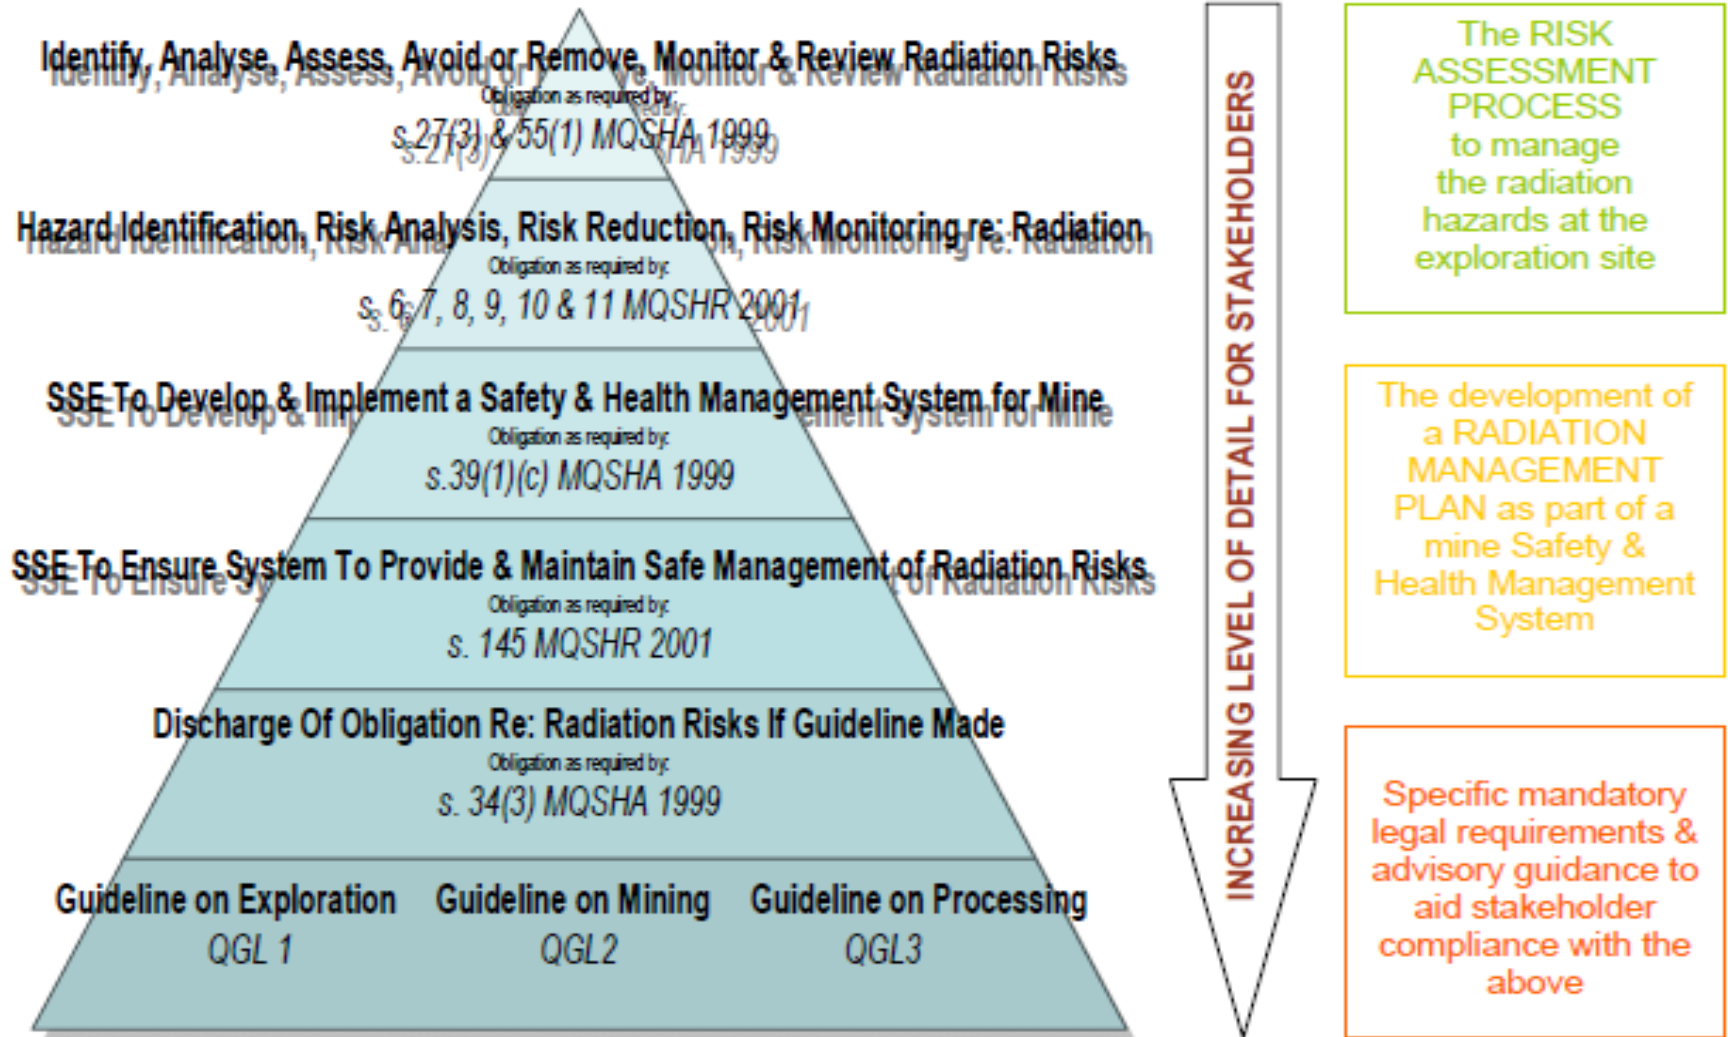 Identify, Analyse, Assess, Avoid or Remove, Monitor & Review Radiation Risks
Obligation as required by:
s.27(3) & 55(1) MQSHA 1999
Hazard Identification, Risk Analysis, Risk Reduction, Risk Monitoring re: Radiation
Obligation as required by:
s. 6, 7, 8, 9, 10 & 11 MQSHR 2001
SSE To Develop & Implement a Safety & Health Management System for Mine
Obligation as required by:
s.39(1)(c) MQSHA 1999
SSE To Ensure System To Provide & Maintain Safe Management of Radiation Risks
Obligation as required by:
s. 145 MQSHR 2001
Discharge Of Obligation Re: Radiation Risks If Guideline Made
Obligation as required by:
s. 34(3) MQSHA 1999
Guideline on Exploration Guideline on Mining Guideline on Processing
QGL 1 QGL2 QGL3
INCREASING LEVEL OF DETAIL FOR STAKEHOLDERS
The RISK
ASSESSMENT
PROCESS
to manage
the radiation
hazards at the
exploration site
The development of
a RADIATION
MANAGEMENT
PLAN as part of a
mine Safety &
Health Management
System
Specific mandatory
legal requirements &
advisory guidance to
aid stakeholder
compliance with the
above